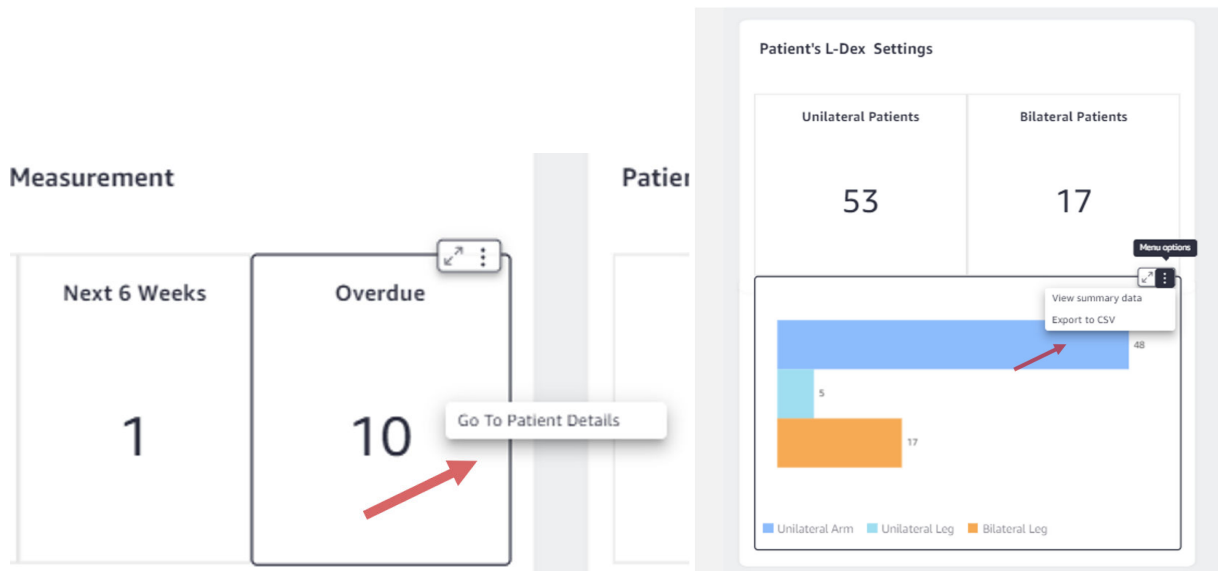 Measurement
Next 6 Weeks
1
Overdue
10
Go To Patient Details
Patient's L-Dex Settings
Unilateral Patients
53
Bilateral Patients
17
Menu options
View summary data
Export to CSV
48
5
17
Unilateral Arm
Unilateral Leg
Bilateral Leg